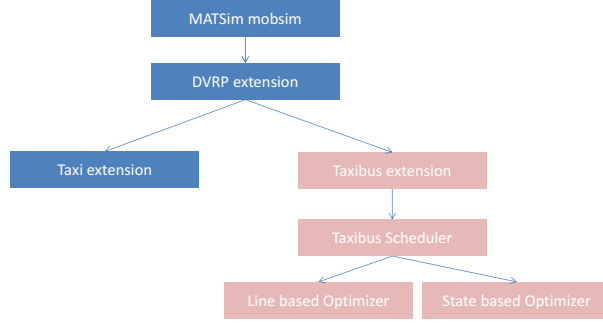 MATSim mobsim
DVRP extension
Taxi extension
Taxibus extension
Taxibus Scheduler
Line based Optimizer
State based Optimizer